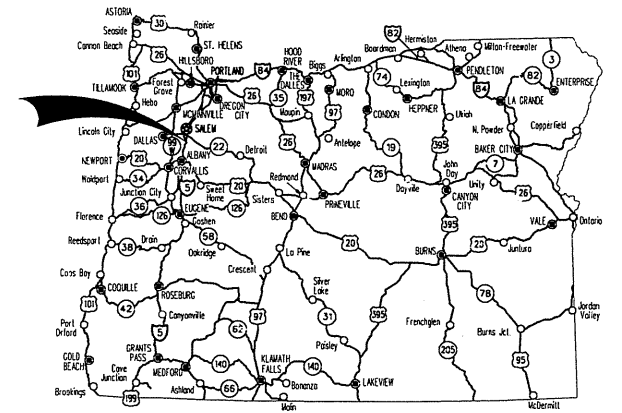 ASTORIA
30
Rainier
Seaside
Cannon Beach
26
ST. HELENS
HILLSBORO
101
TILLAMOOK
Forest Grove
PORTLAND
84
HOOD RIVER
Biggs
THE DALLES
Arlington
82
Boardman
Hermiston
Athena
Milton-Freewater
PENDLETON
74
Lexington
HEPPNER
84
82
3
ENTERPRISE
LA GRANDE
Hebo
McMINNVILLE
OREGON CITY
26
35
197
MORO
97
CONDON
Ukiah
Maupin
Lincoln City
DALLAS
SALEM
99 W
22
Detroit
26
Antelope
19
395
N. Powder
Copperfield
BAKER CITY
NEWPORT
20
ALBANY
CORVALLIS
MADRAS
26
John Day
7
Waldport
34
5
Sweet Home
20
Redmond
Dayville
Unity
26
Junction City
Sisters
PRINEVILLE
CANYON CITY
36
126
126
EUGENE
Florence
Goshen
BEND
395
VALE
Ontario
Reedsport
38
Drain
58
Oakridge
La Pine
20
BURNS
20
Juntura
Coos Bay
Crescent
COQUILLE
Silver Lake
101
42
ROSEBURG
97
31
395
78
Canyonville
62
Jordan Valley
Port Orford
5
Paisley
Frenchglen
Burns Jct.
GOLD BEACH
GRANTS PASS
140
KLAMATH FALLS
140
205
95
Cave Junction
MEDFORD
LAKEVIEW
Brookings
199
Ashland
66
Bonanza
Malin
McDermitt